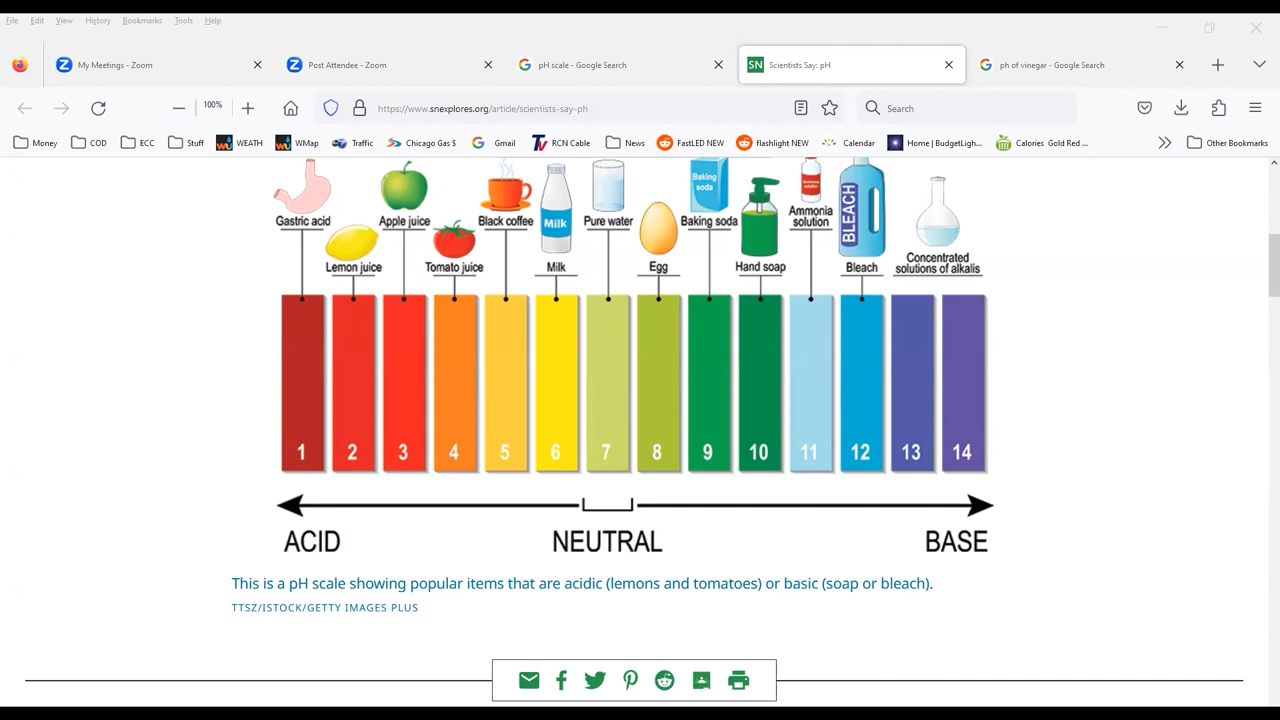 File Edit View History Bookmarks Tools Help
My Meetings - Zoom
Post Attendee - Zoom
pH scale - Google Search
SN Scientists Say: pH
ph of vinegar - Google Search
100%
https://www.snexplores.org/article/scientists-say-ph
Search
Money COD ECC Stuff WEATH WMap Traffic Chicago Gas $ Gmail RCN Cable News FastLED NEW flashlight NEW Calendar Home | BudgetLigh... Calories Gold Red ... Other Bookmarks
Baking soda
Milk
BLEACH
Gastric acid Apple juice Black coffee Pure water Baking soda Ammonia solution
Lemon juice Tomato juice Milk Egg Hand soap Bleach Concentrated solutions of alkalis
1 2 3 4 5 6 7 8 9 10 11 12 13 14
ACID NEUTRAL BASE
This is a pH scale showing popular items that are acidic (lemons and tomatoes) or basic (soap or bleach).
TTSZ/ISTOCK/GETTY IMAGES PLUS